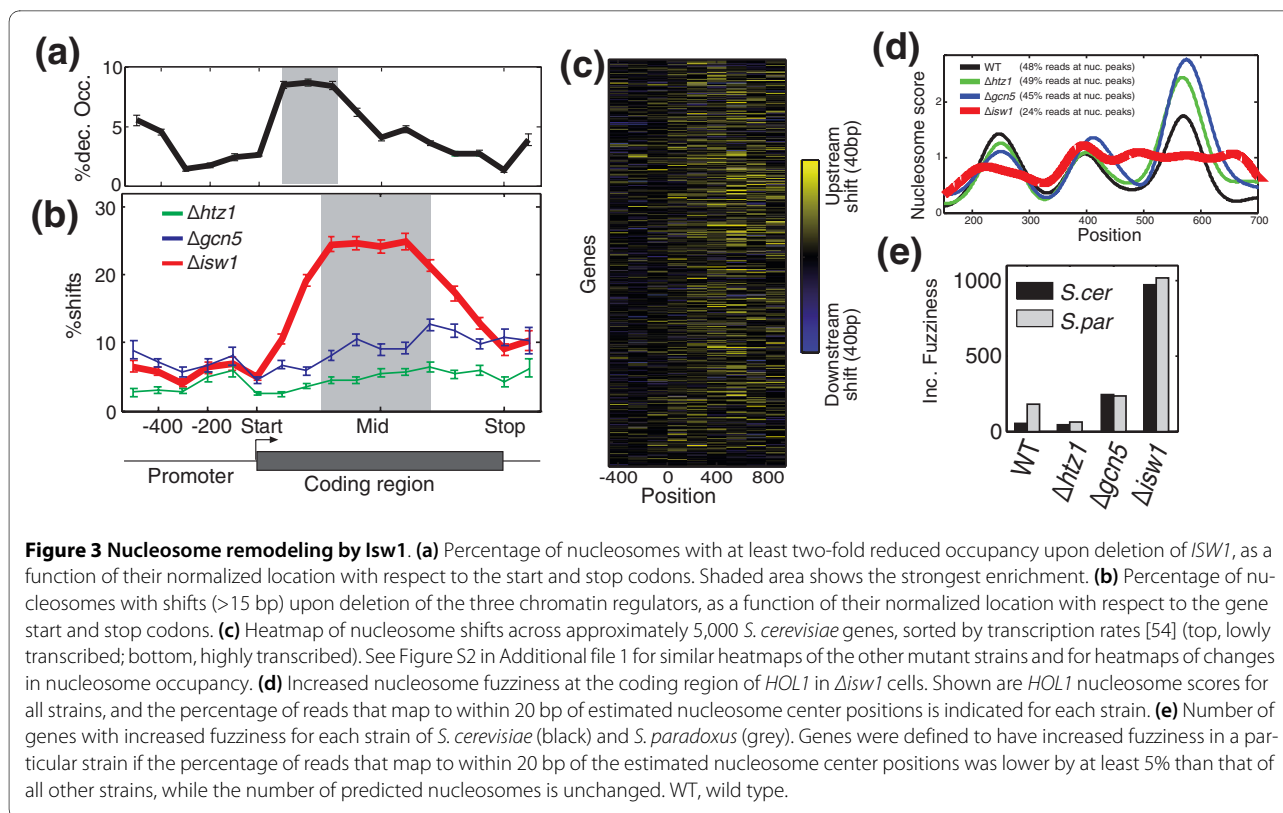 (a)
%dec. Occ.
10
5
0
(b)
%shifts
30
20
10
0
Δhtz1
Δgcn5
Δisw1
-400 -200 Start Mid Stop
Promoter Coding region
(c)
Genes
-400 0 400 800
Position
Upstream shift (40bp)
Downstream shift (40bp)
(d)
Nucleosome score
2
1
0
WT (48% reads at nuc. peaks)
Δhtz1 (49% reads at nuc. peaks)
Δgcn5 (45% reads at nuc. peaks)
Δisw1 (24% reads at nuc. peaks)
200 300 400 500 600 700
Position
(e)
Inc. Fuzziness
1000
500
0
S.cer
S.par
WT
Δhtz1
Δgcn5
Δisw1
Figure 3 Nucleosome remodeling by Isw1. (a) Percentage of nucleosomes with at least two-fold reduced occupancy upon deletion of ISW1, as a
function of their normalized location with respect to the start and stop codons. Shaded area shows the strongest enrichment. (b) Percentage of nu-
cleosomes with shifts (>15 bp) upon deletion of the three chromatin regulators, as a function of their normalized location with respect to the gene
start and stop codons. (c) Heatmap of nucleosome shifts across approximately 5,000 S. cerevisiae genes, sorted by transcription rates [54] (top, lowly
transcribed; bottom, highly transcribed). See Figure S2 in Additional file 1 for similar heatmaps of the other mutant strains and for heatmaps of changes
in nucleosome occupancy. (d) Increased nucleosome fuzziness at the coding region of HOL1 in Δisw1 cells. Shown are HOL1 nucleosome scores for
all strains, and the percentage of reads that map to within 20 bp of estimated nucleosome center positions is indicated for each strain. (e) Number of
genes with increased fuzziness for each strain of S. cerevisiae (black) and S. paradoxus (grey). Genes were defined to have increased fuzziness in a par-
ticular strain if the percentage of reads that map to within 20 bp of the estimated nucleosome center positions was lower by at least 5% than that of
all other strains, while the number of predicted nucleosomes is unchanged. WT, wild type.